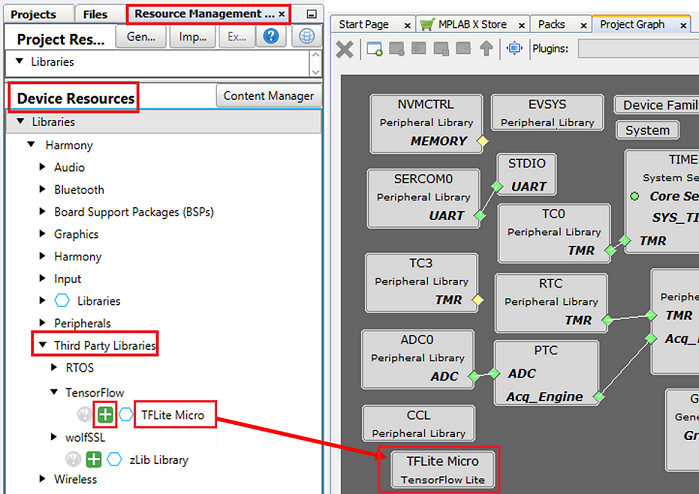 Projects
Files
Resource Management ...
Project Res...
Gen...
Imp...
Ex...
?
Libraries
Device Resources
Content Manager
Libraries
Harmony
Audio
Bluetooth
Board Support Packages (BSPs)
Graphics
Harmony
Input
Libraries
Peripherals
Third Party Libraries
RTOS
TensorFlow
TFLite Micro
wolfSSL
zLib Library
Wireless
Start Page
MPLAB X Store
Packs
Project Graph
Plugins:
NVMCTRL
Peripheral Library
MEMORY
EVSYS
Peripheral Library
Device Family
System
SERCOM0
Peripheral Library
UART
STDIO
UART
TC0
Peripheral Library
TMR
TIME
System Se
Core Se
SYS_TI
TMR
TC3
Peripheral Library
TMR
RTC
Peripheral Library
TMR
Periphe
TMR
Acq_
ADC0
Peripheral Library
ADC
PTC
ADC
Acq_Engine
CCL
Peripheral Library
G
Gene
Gr
TFLite Micro
TensorFlow Lite